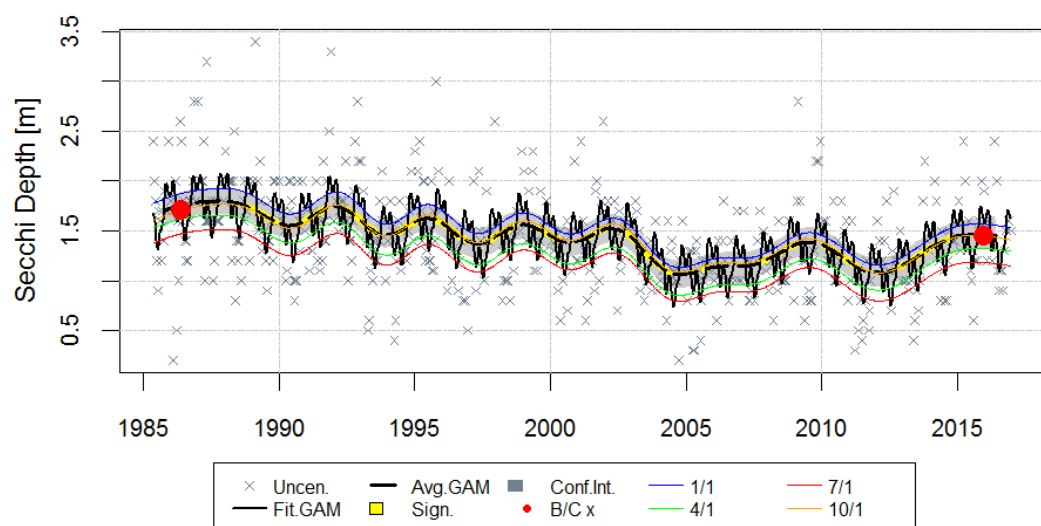 3.5
2.5
1.5
0.5
Secchi Depth [m]
1985 1990 1995 2000 2005 2010 2015
Uncen. Avg.GAM Conf.Int. 1/1 7/1
Fit.GAM Sign. B/C x 4/1 10/1